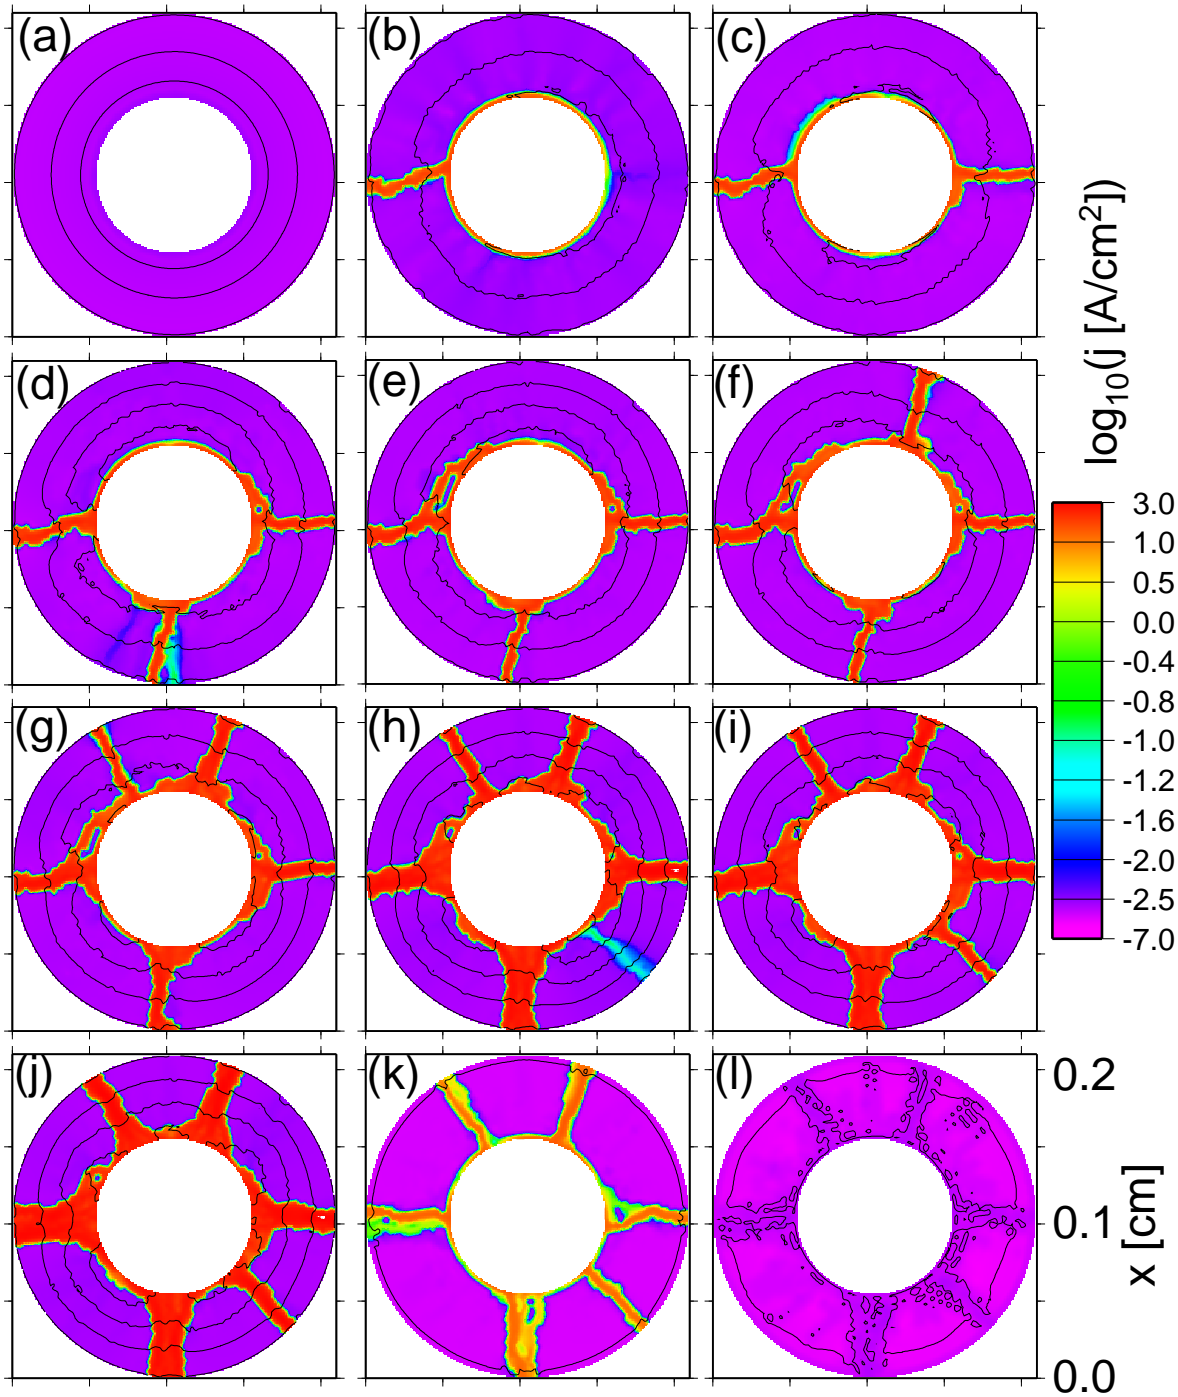 (a)
(b)
(c)
(d)
(e)
(f)
(g)
(h)
(i)
(j)
(k)
(l)
log10(j [A/cm2])
3.0
1.0
0.5
0.0
-0.4
-0.8
-1.0
-1.2
-1.6
-2.0
-2.5
-7.0
0.2
0.1
0.0
x [cm]